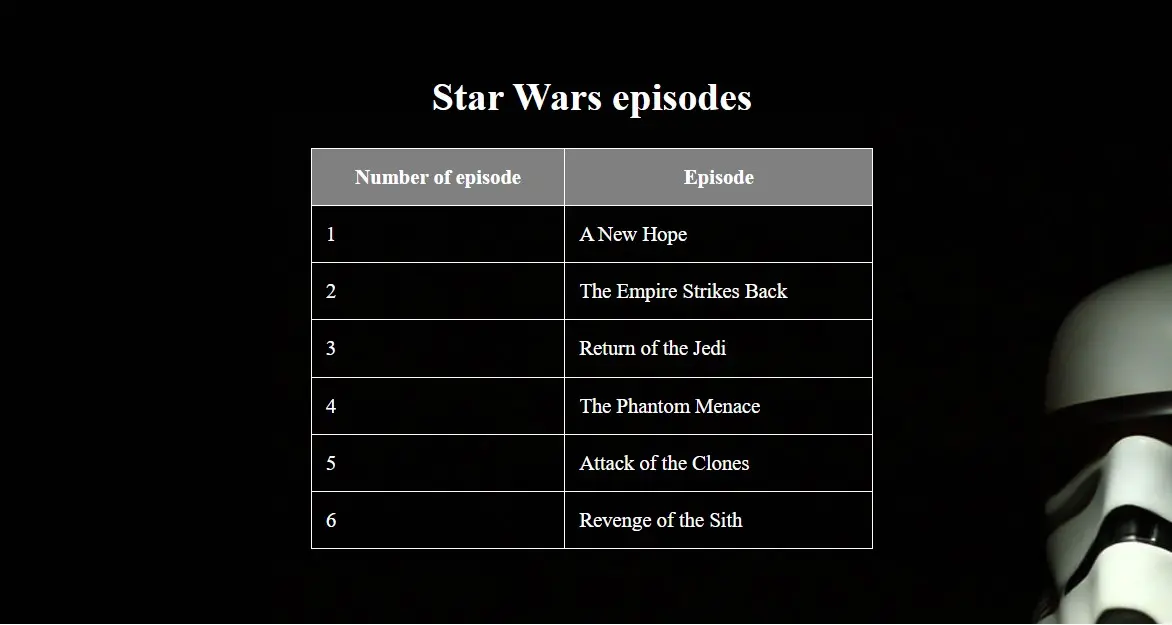 Star Wars episodes
Number of episode Episode
1 A New Hope
2 The Empire Strikes Back
3 Return of the Jedi
4 The Phantom Menace
5 Attack of the Clones
6 Revenge of the Sith